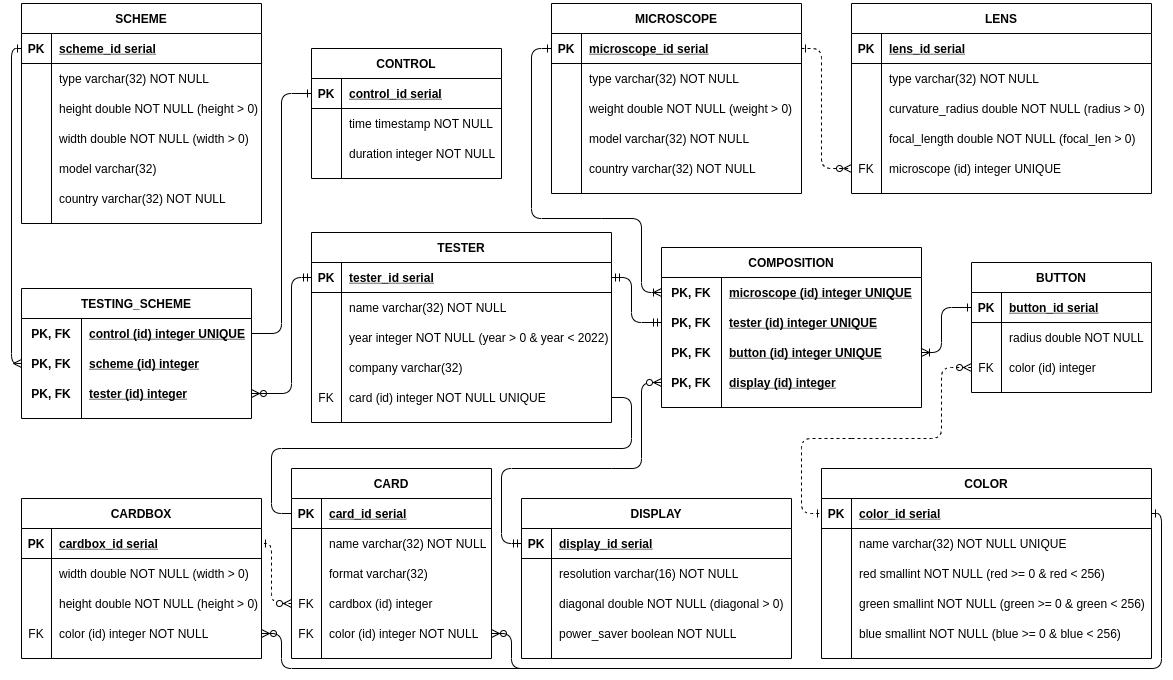 SCHEME
PK scheme_id serial
type varchar(32) NOT NULL
height double NOT NULL (height > 0)
width double NOT NULL (width > 0)
model varchar(32)
country varchar(32) NOT NULL
CONTROL
PK control_id serial
time timestamp NOT NULL
duration integer NOT NULL
MICROSCOPE
PK microscope_id serial
type varchar(32) NOT NULL
weight double NOT NULL (weight > 0)
model varchar(32) NOT NULL
country varchar(32) NOT NULL
LENS
PK lens_id serial
type varchar(32) NOT NULL
curvature_radius double NOT NULL (radius > 0)
focal_length double NOT NULL (focal_len > 0)
FK microscope (id) integer UNIQUE
TESTING_SCHEME
PK, FK control (id) integer UNIQUE
PK, FK scheme (id) integer
PK, FK tester (id) integer
TESTER
PK tester_id serial
name varchar(32) NOT NULL
year integer NOT NULL (year > 0 & year < 2022)
company varchar(32)
FK card (id) integer NOT NULL UNIQUE
COMPOSITION
PK, FK microscope (id) integer UNIQUE
PK, FK tester (id) integer UNIQUE
PK, FK button (id) integer UNIQUE
PK, FK display (id) integer
BUTTON
PK button_id serial
radius double NOT NULL
FK color (id) integer
CARDBOX
PK cardbox_id serial
width double NOT NULL (width > 0)
height double NOT NULL (height > 0)
FK color (id) integer NOT NULL
CARD
PK card_id serial
name varchar(32) NOT NULL
format varchar(32)
FK cardbox (id) integer
FK color (id) integer NOT NULL
DISPLAY
PK display_id serial
resolution varchar(16) NOT NULL
diagonal double NOT NULL (diagonal > 0)
power_saver boolean NOT NULL
COLOR
PK color_id serial
name varchar(32) NOT NULL UNIQUE
red smallint NOT NULL (red >= 0 & red < 256)
green smallint NOT NULL (green >= 0 & green < 256)
blue smallint NOT NULL (blue >= 0 & blue < 256)